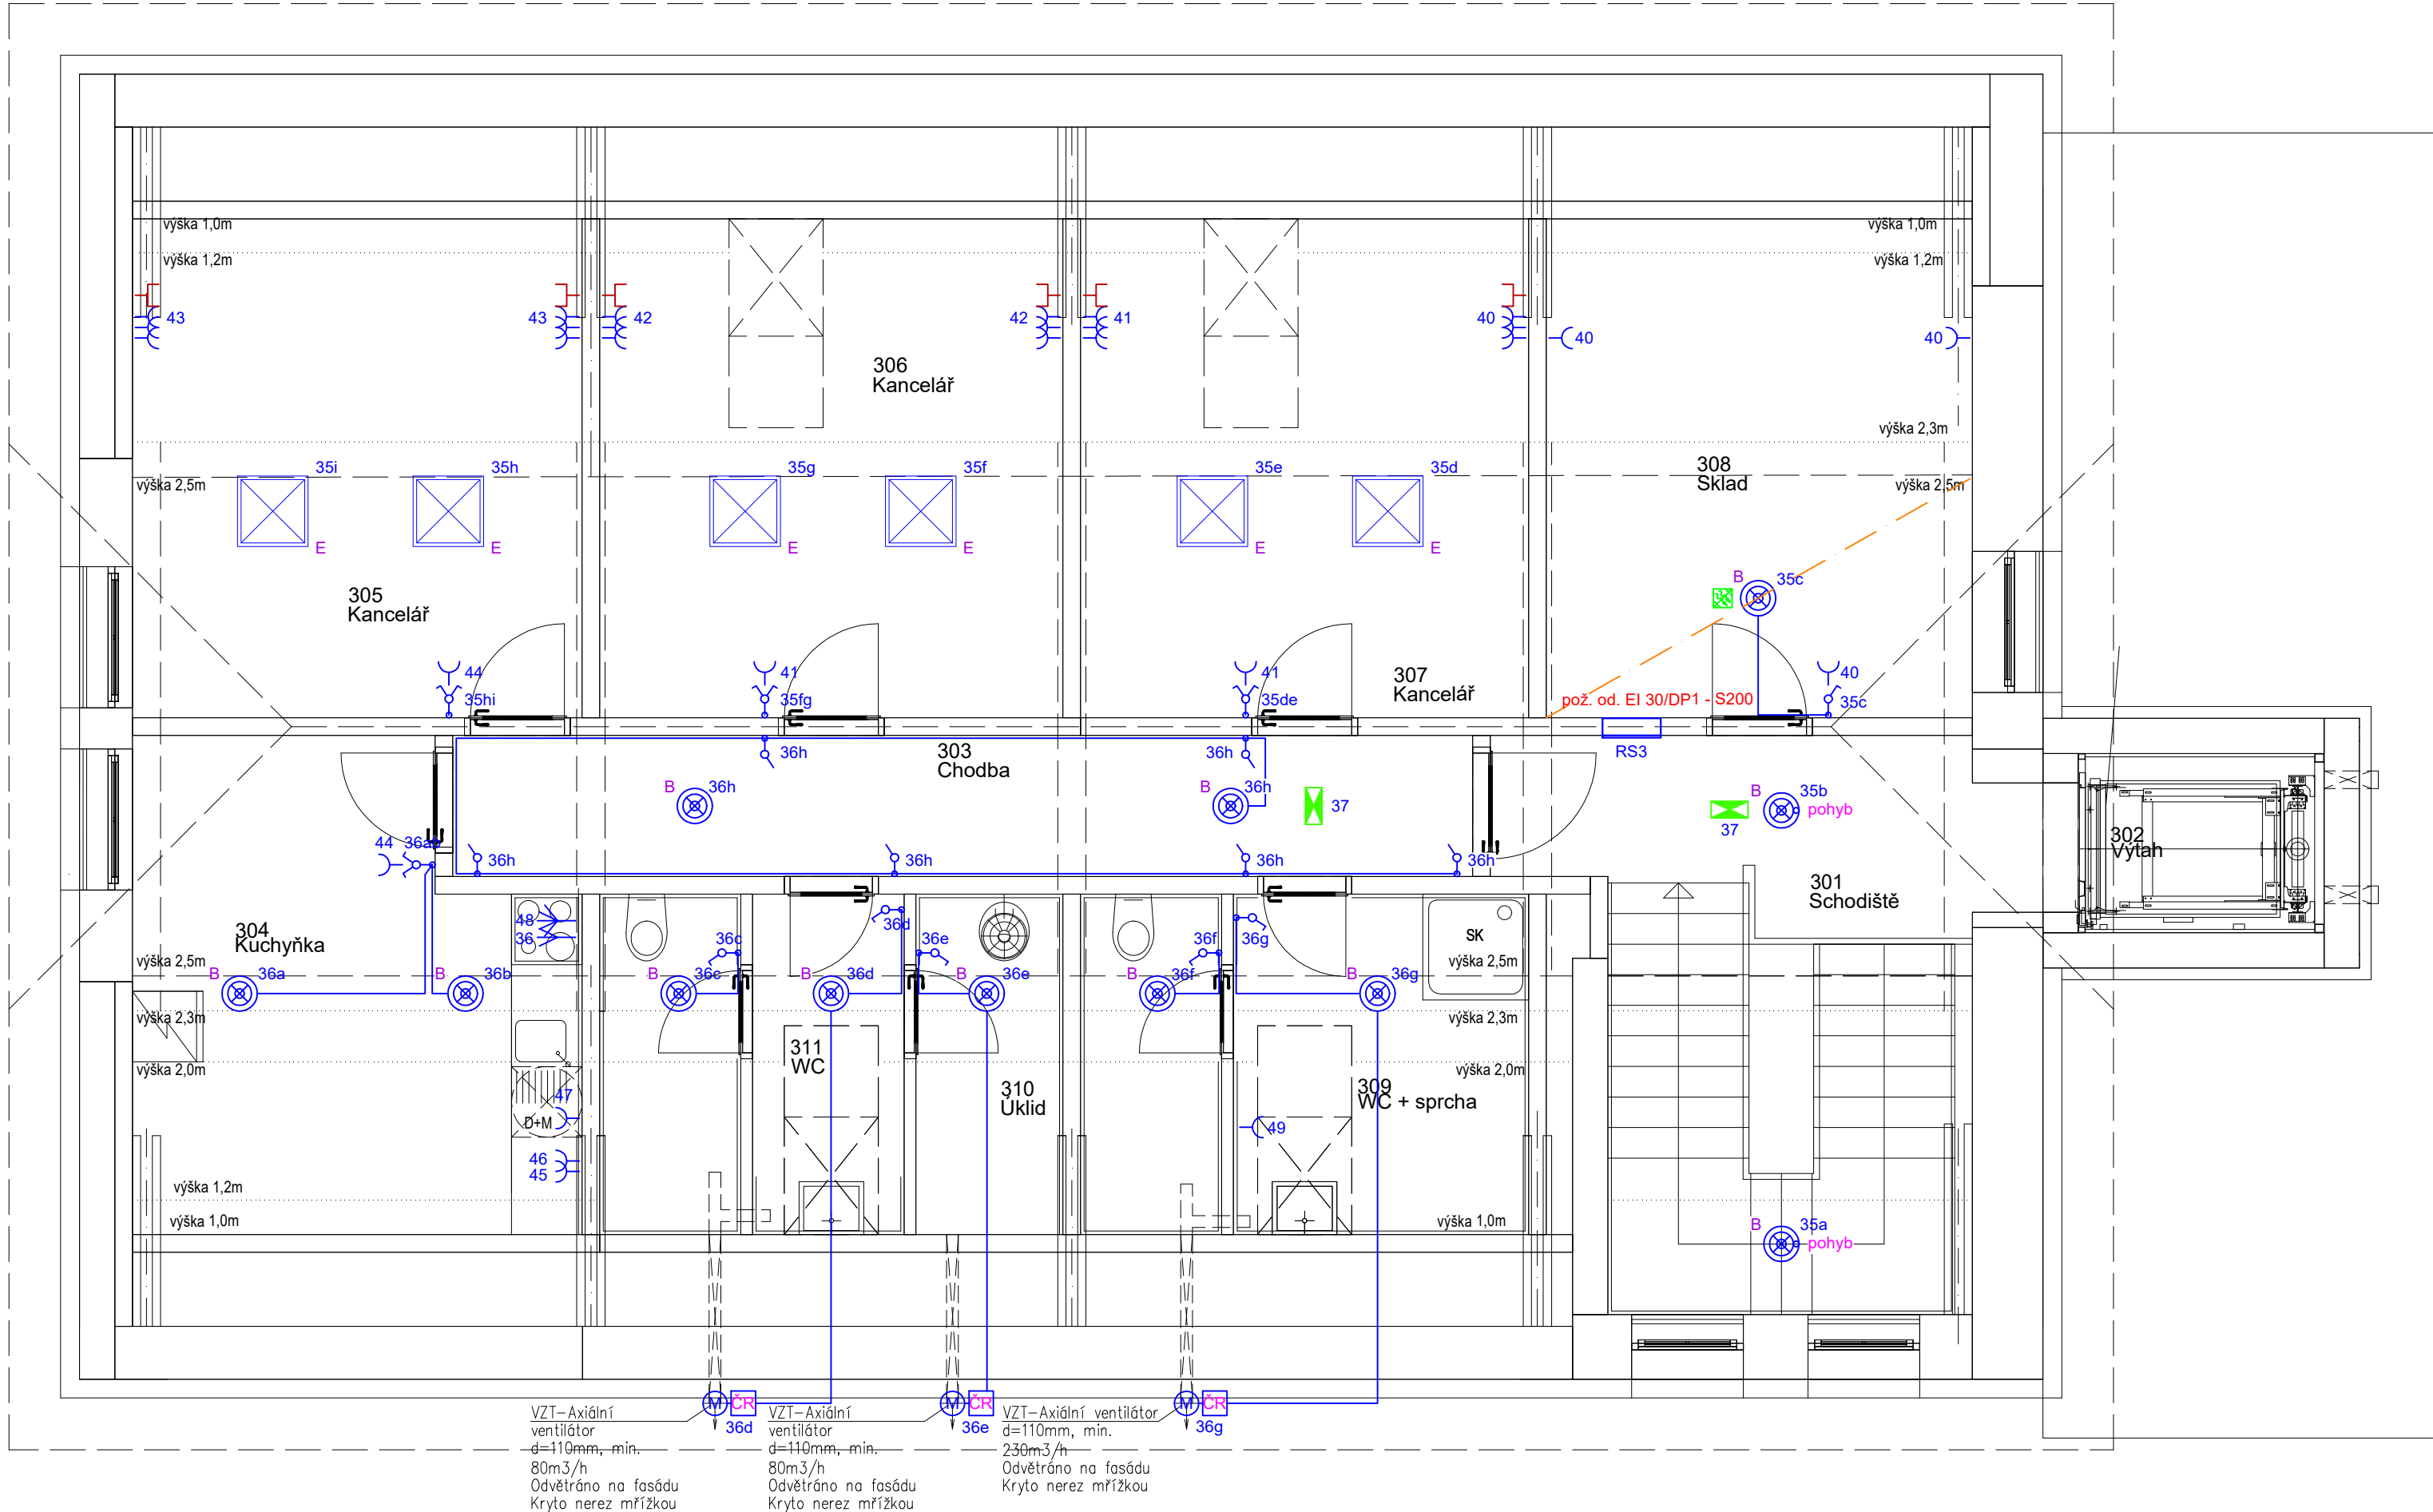 výška 1,0m
výška 1,0m
výška 1,2m
výška 1,2m
43
43
42
42
41
40
40
40
306
Kancelář
výška 2,3m
35i
35h
35g
35f
35e
35d
308
Sklad
výška 2,5m
výška 2,5m
E
E
E
E
E
E
B
35c
305
Kancelář
44
41
41
307
Kancelář
40
35hi
35fg
35de
pož. od. EI 30/DP1 - S200
35c
36h
303
Chodba
36h
RS3
B
36h
B
36h
37
B
35b
pohyb
37
302
Výtah
44
36ab
36h
36h
36h
36h
301
Schodiště
304
Kuchyňka
48
36
36c
36d
36e
36f
36g
SK
výška 2,5m
výška 2,5m
B
36a
B
36b
B
36c
B
36d
B
36e
B
36f
B
36g
výška 2,3m
výška 2,3m
311
WC
výška 2,0m
výška 2,0m
310
Úklid
309
WC + sprcha
47
D+M
49
46
45
výška 1,2m
výška 1,0m
výška 1,0m
B
35a
pohyb
M
ČR
36d
M
ČR
36e
M
ČR
36g
VZT-Axiální
ventilátor
d=110mm, min.
80m3/h
Odvětráno na fasádu
Kryto nerez mřížkou
VZT-Axiální
ventilátor
d=110mm, min.
80m3/h
Odvětráno na fasádu
Kryto nerez mřížkou
VZT-Axiální ventilátor
d=110mm, min.
230m3/h
Odvětráno na fasádu
Kryto nerez mřížkou